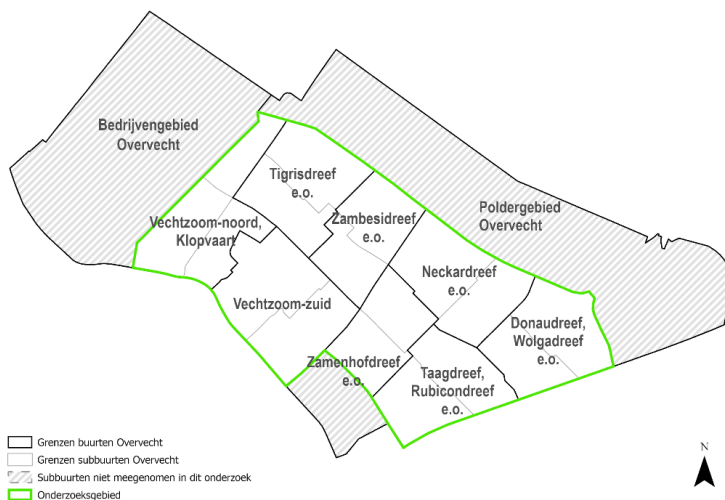 Bedrijvengebied
Overvecht
Tigrisdreef
e.o.
Poldergebied
Overvecht
Vechtzoom-noord,
Klopvaart
Zambesidreef
e.o.
Neckardreef
e.o.
Vechtzoom-zuid
Donaudreef,
Wolgadreef
e.o.
Zamenhofdreef
e.o.
Taagdreef,
Rubicondreef
e.o.
Grenzen buurten Overvecht
Grenzen subbuurten Overvecht
Subbuurten niet meegenomen in dit onderzoek
Onderzoeksgebied
N